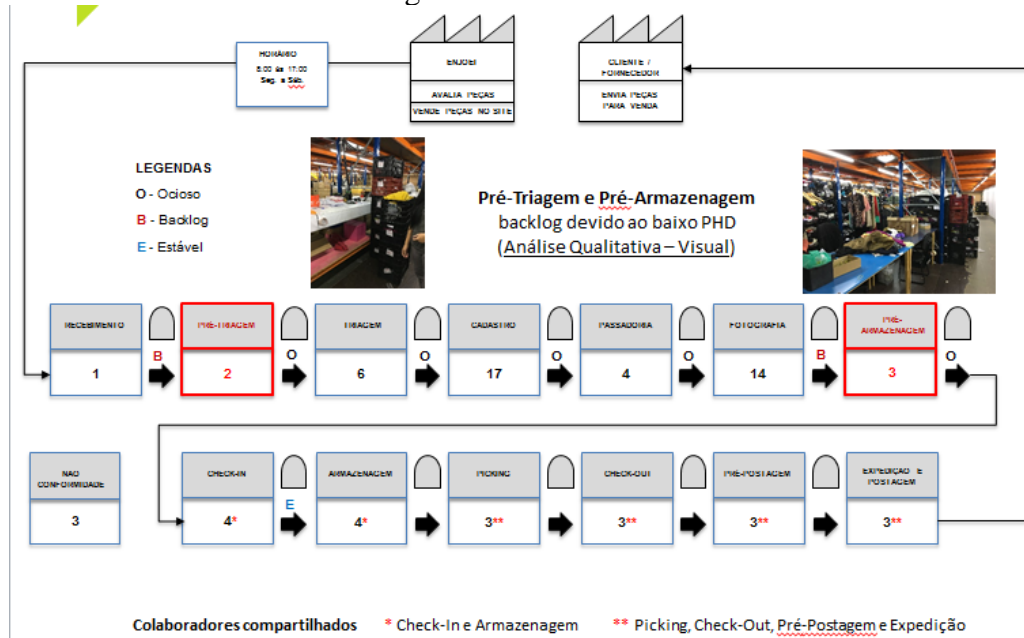 HORÁRIO
8:00 às 17:00
Seg. a Sáb.
ENJOEI
AVALIA PEÇAS
VENDE PEÇAS NO SITE
CLIENTE /
FORNECEDOR
ENVIA PEÇAS
PARA VENDA
LEGENDAS
O - Ocioso
B - Backlog
E - Estável
Pré-Triagem e Pré-Armazenagem
backlog devido ao baixo PHD
(Análise Qualitativa – Visual)
RECEBIMENTO
1
B
PRÉ-TRIAGEM
2
O
TRIAGEM
6
O
CADASTRO
17
O
PASSADORIA
4
O
FOTOGRAFIA
14
B
PRÉ-
ARMAZENAGEM
3
O
NÃO
CONFORMIDADE
3
CHECK-IN
4*
E
ARMAZENAGEM
4*
PICKING
3**
CHECK-OUT
3**
PRÉ-POSTAGEM
3**
EXPEDIÇÃO E
POSTAGEM
3**
Colaboradores compartilhados * Check-In e Armazenagem ** Picking, Check-Out, Pré-Postagem e Expedição